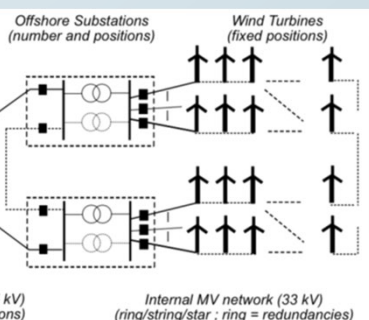 Offshore Substations
(number and positions)
Wind Turbines
(fixed positions)
kV)
ons)
Internal MV network (33 kV)
(ring/string/star ; ring = redundancies)